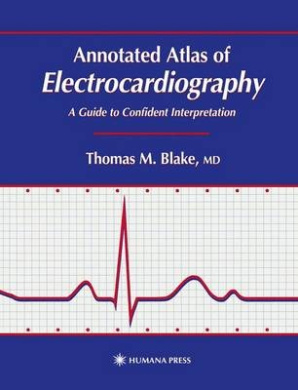 Annotated Atlas of
Electrocardiography
A Guide to Confident Interpretation
Thomas M. Blake, MD
HUMANA PRESS